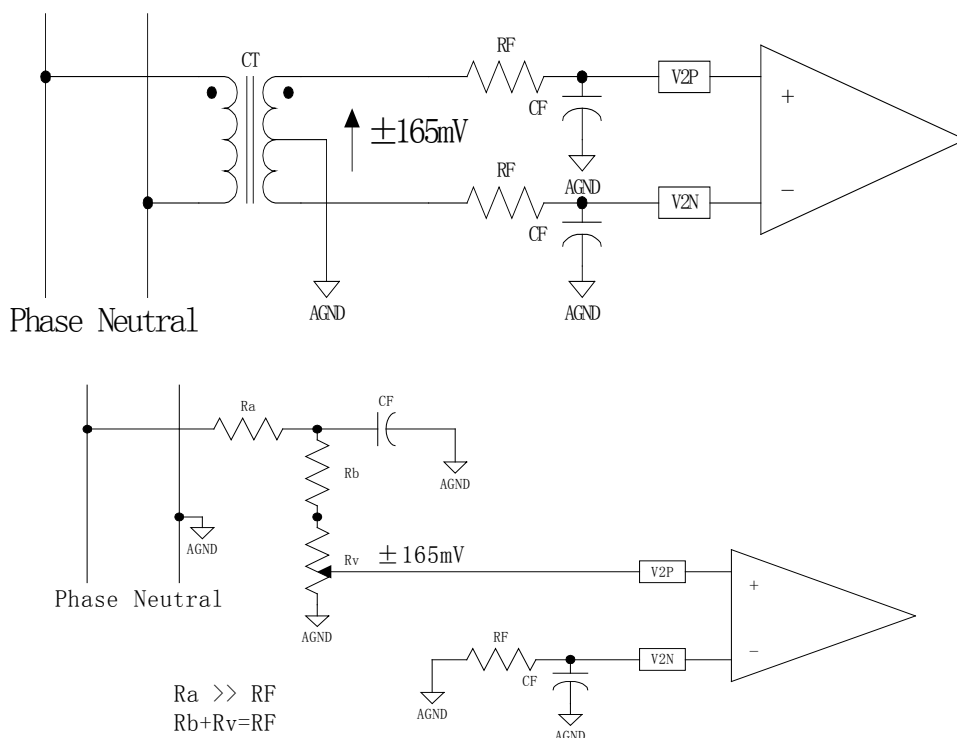 CT
RF
V2P
+
CF
±165mV
AGND
RF
−
V2N
CF
AGND
AGND
Phase Neutral
Ra
CF
Rb
AGND
AGND
Rv
±165mV
V2P
+
Phase Neutral
AGND
RF
−
V2N
CF
Ra >> RF
AGND
AGND
Rb+Rv=RF